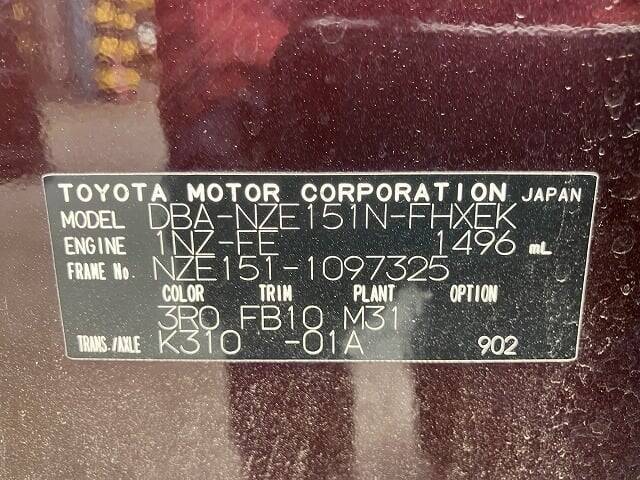 TOYOTA MOTOR CORPORATION JAPAN
MODEL DBA-NZE151N-FHXEK
ENGINE 1NZ-FE 1496 mL
FRAME No. NZE151-1097325
COLOR TRIM PLANT OPTION
3R0 FB10 M31
TRANS./AXLE K310 -01A 902